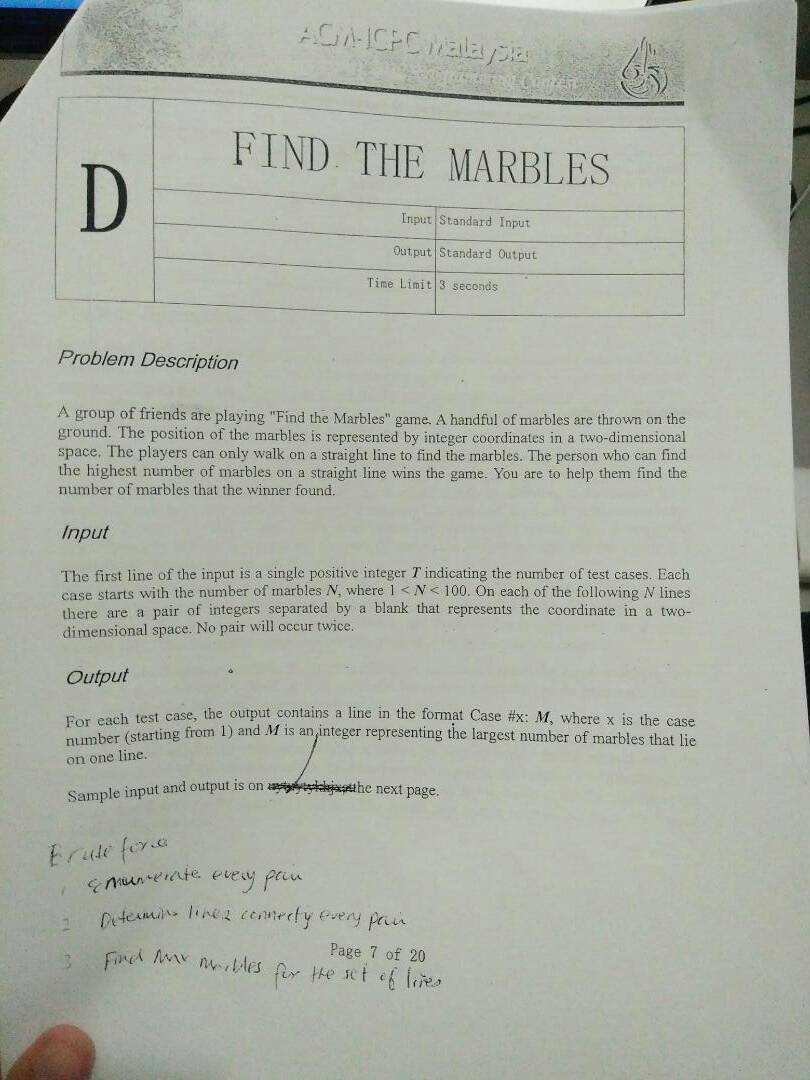 ACM-ICPC Malaysia
D
FIND THE MARBLES
Input Standard Input
Output Standard Output
Time Limit 3 seconds
Problem Description
A group of friends are playing "Find the Marbles" game. A handful of marbles are thrown on the
ground. The position of the marbles is represented by integer coordinates in a two-dimensional
space. The players can only walk on a straight line to find the marbles. The person who can find
the highest number of marbles on a straight line wins the game. You are to help them find the
number of marbles that the winner found.
Input
The first line of the input is a single positive integer T indicating the number of test cases. Each
case starts with the number of marbles N, where 1 < N < 100. On each of the following N lines
there are a pair of integers separated by a blank that represents the coordinate in a two-
dimensional space. No pair will occur twice.
Output
For each test case, the output contains a line in the format Case #x: M, where x is the case
number (starting from 1) and M is an integer representing the largest number of marbles that lie
on one line.
Sample input and output is on the next page.
Brute force
1 enumerate every pair
2 Determine lines connecty every pair
Page 7 of 20
3 Find Max marbles for the set of lines